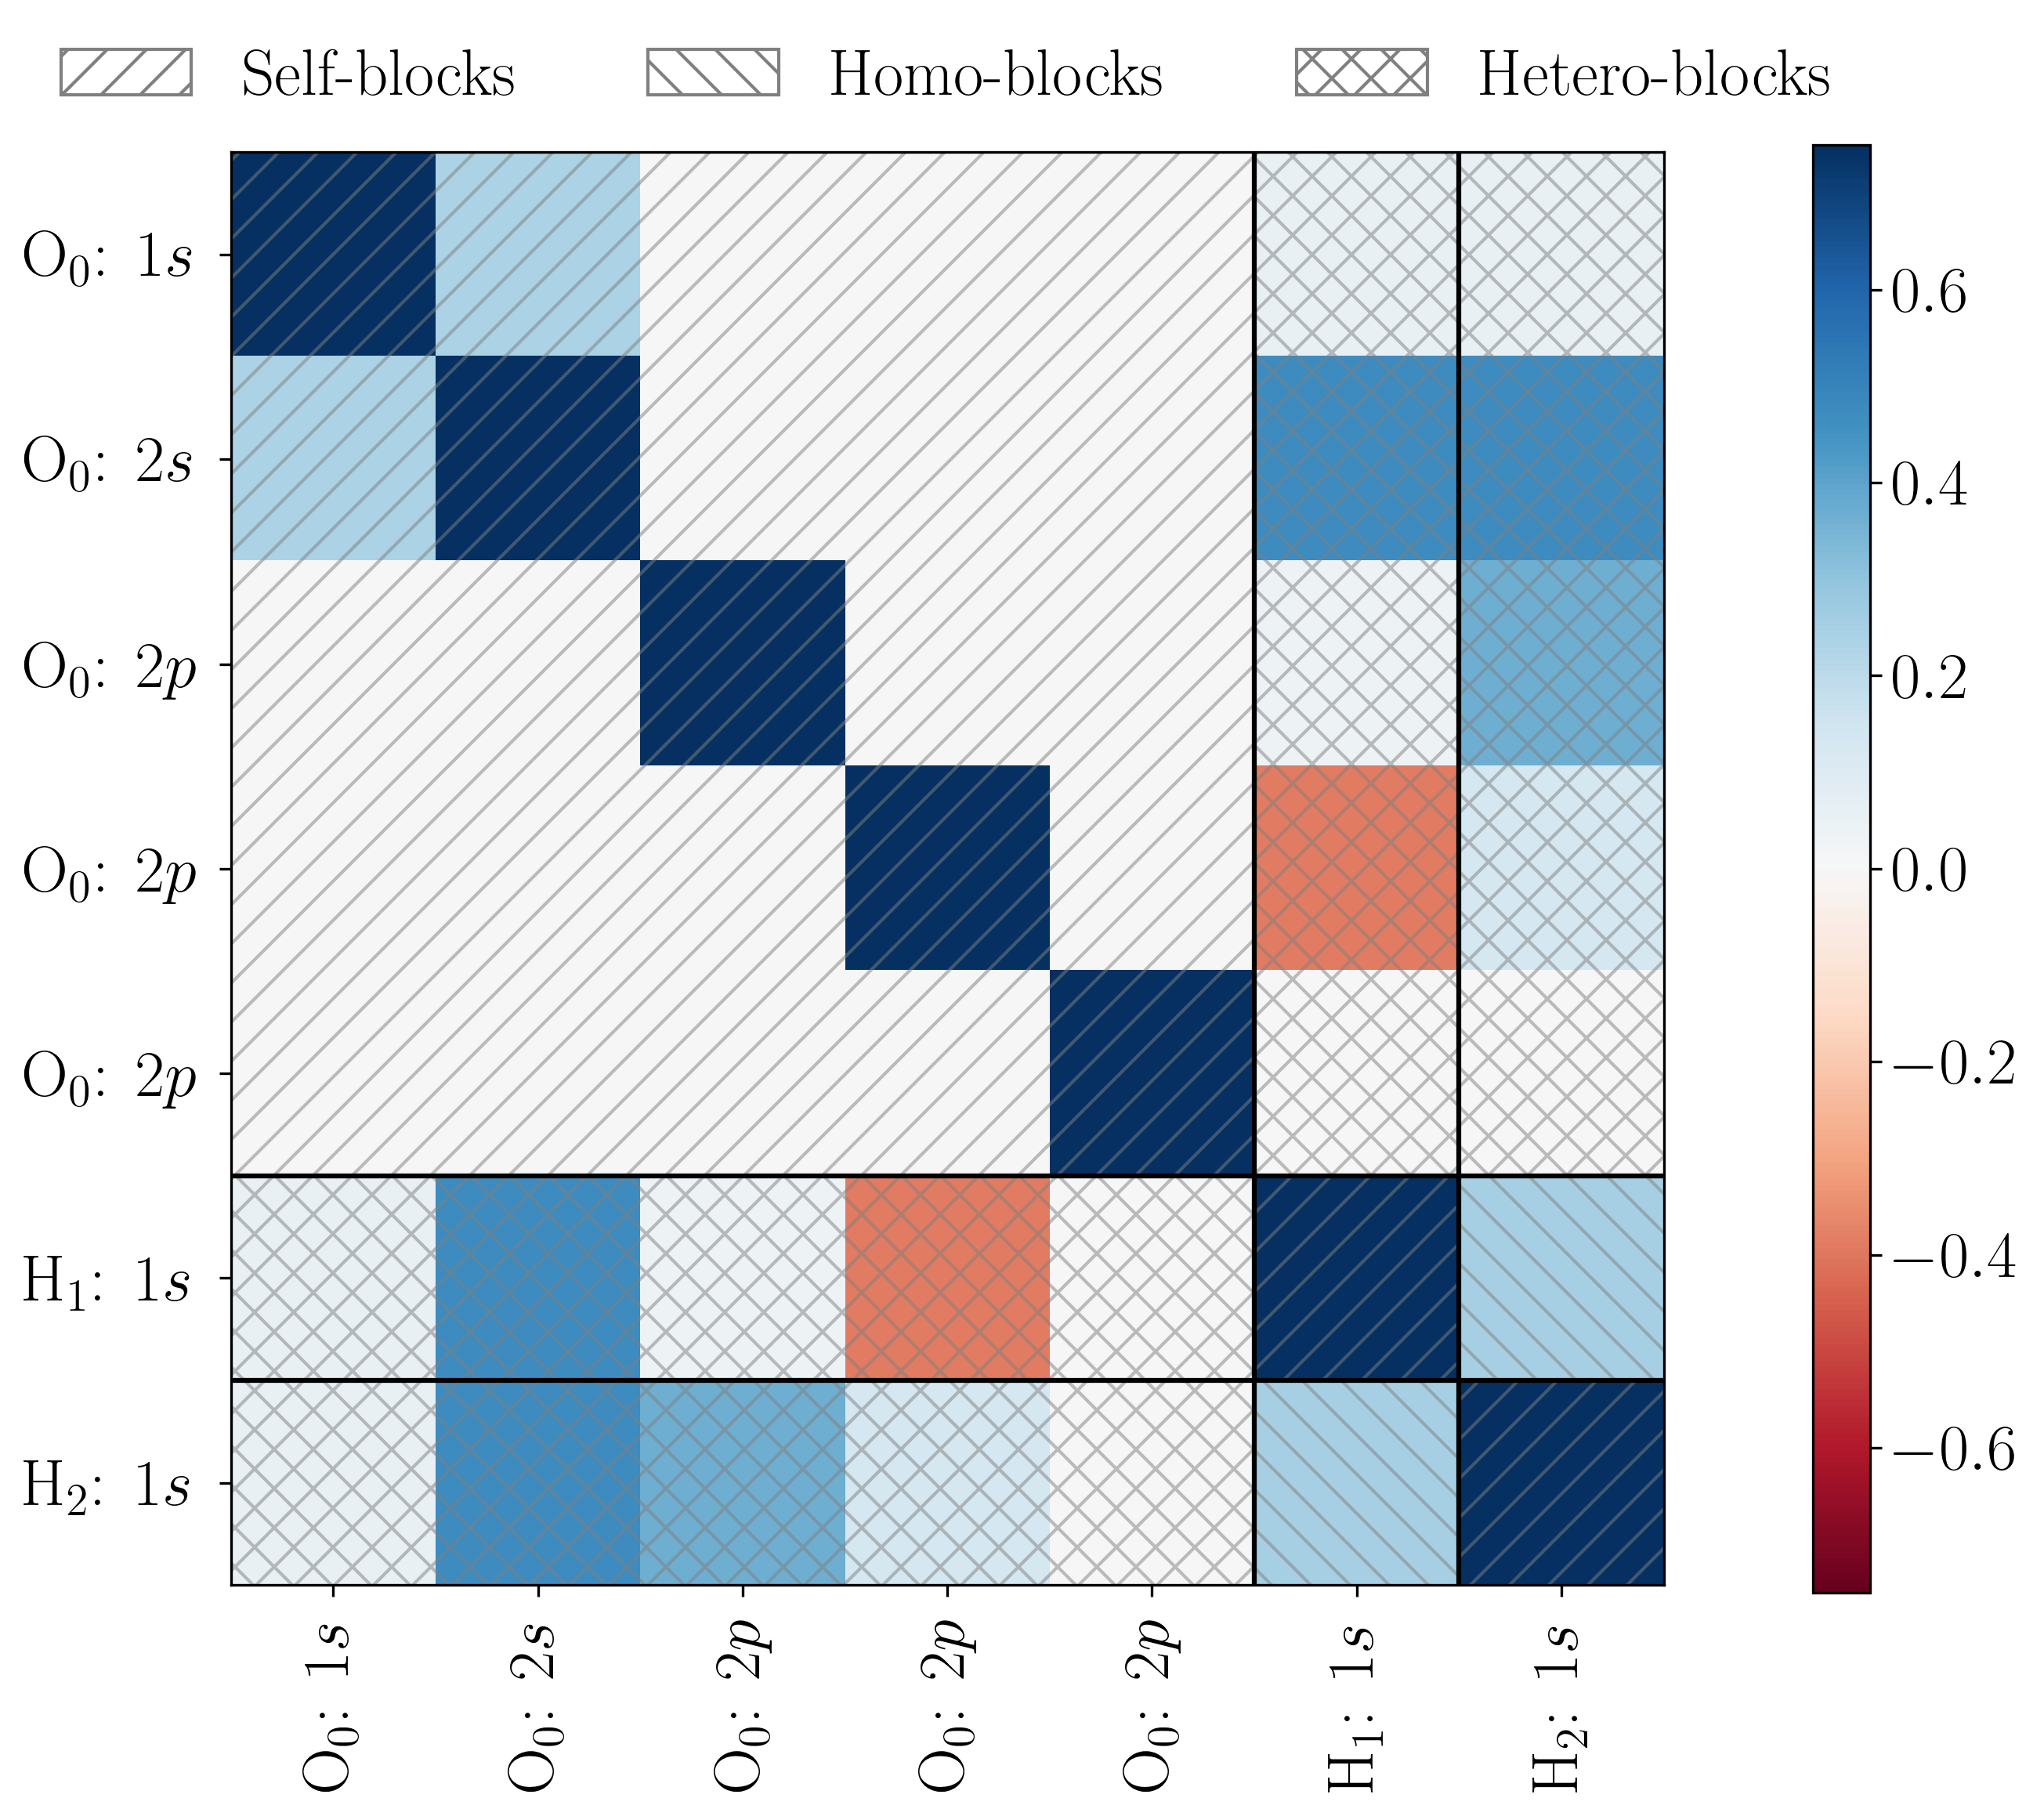 Self-blocks Homo-blocks Hetero-blocks
O₀: 1s
O₀: 2s
O₀: 2p
O₀: 2p
O₀: 2p
H₁: 1s
H₂: 1s
O₀: 1s
O₀: 2s
O₀: 2p
O₀: 2p
O₀: 2p
H₁: 1s
H₂: 1s
0.6
0.4
0.2
0.0
−0.2
−0.4
−0.6